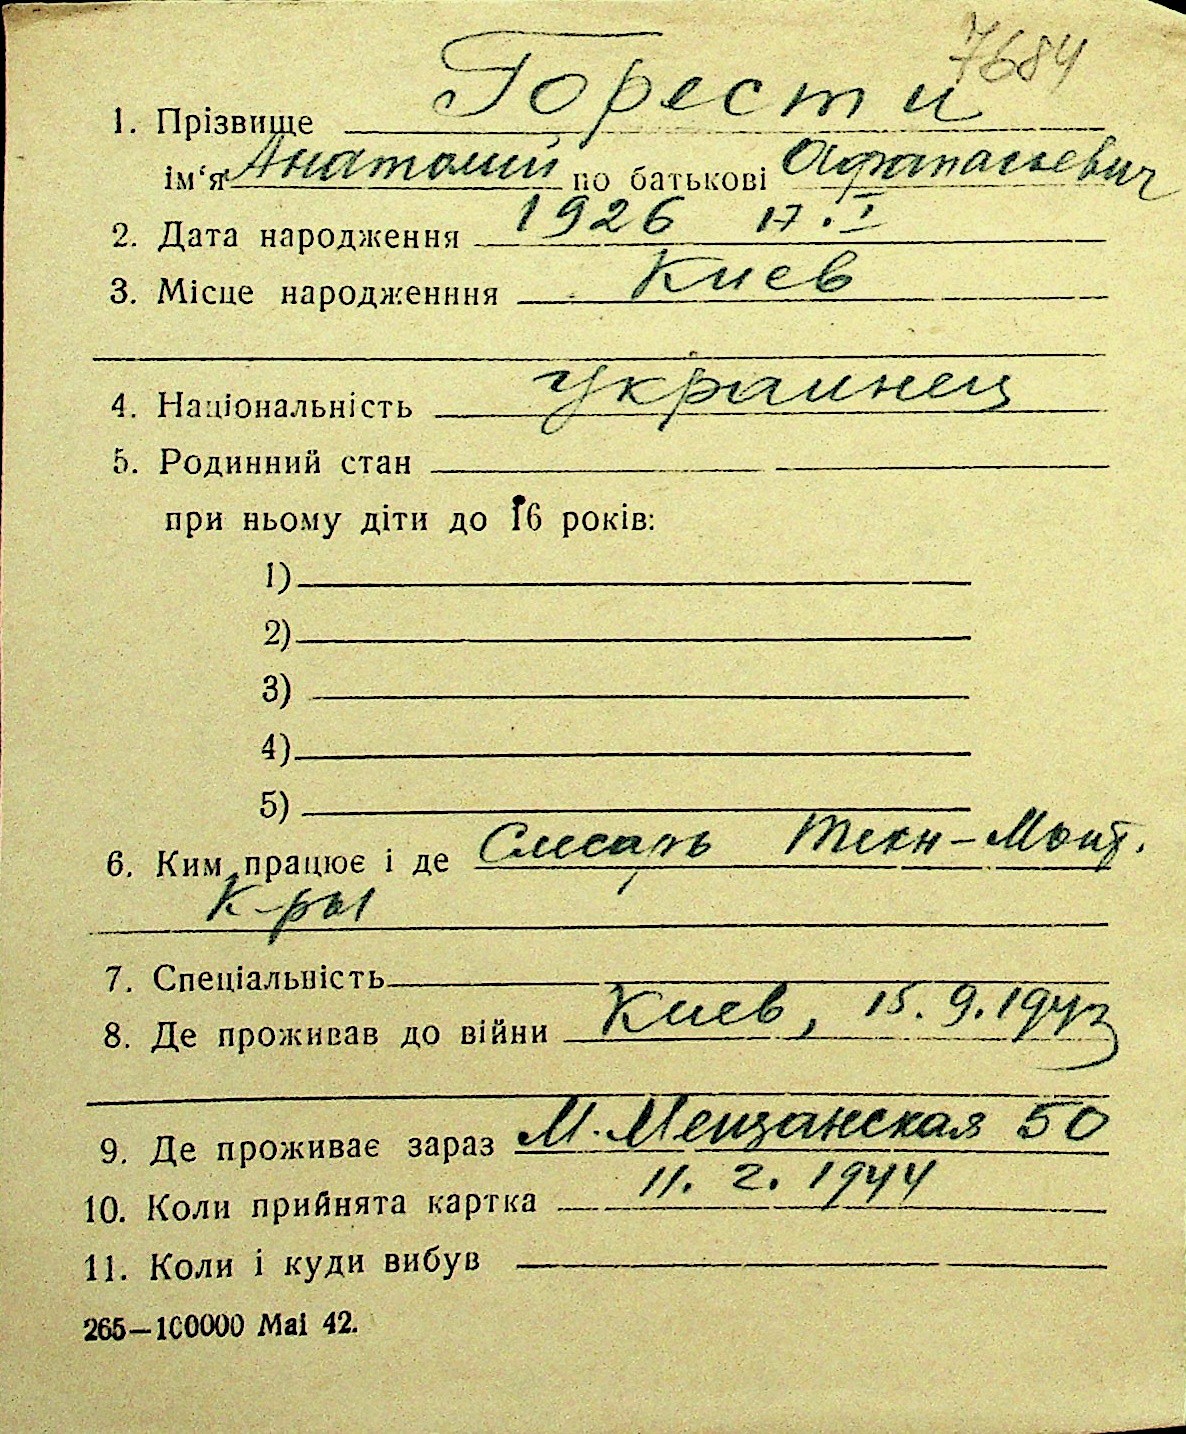 7684
1. Прізвище Горести
ім‘я Анатолий по батькові Афанасьевич
2. Дата народження 1926 17.I
3. Місце народженння Киев
4. Національність украинец
5. Родинний стан
при ньому діти до 16 років:
1)
2)
3)
4)
5)
6. Ким працює і де Слесарь Техн-Монт.
К-ры
7. Спеціальність
8. Де проживав до війни Киев, 15.9.1943
9. Де проживає зараз М. Мещанская 50
10. Коли прийнята картка 11. 2. 1944
11. Коли і куди вибув
265—100000 Mai 42.